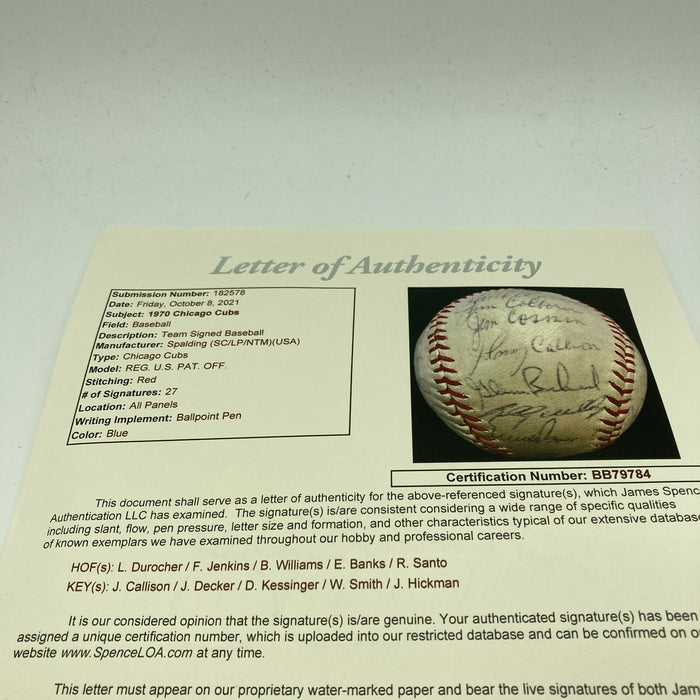 Letter of Authenticity
Submission Number: 182578
Date: Friday, October 8, 2021
Subject: 1970 Chicago Cubs
Field: Baseball
Description: Team Signed Baseball
Manufacturer: Spalding (SC/LP/NTM)(USA)
Type: Chicago Cubs
Model: REG. U.S. PAT. OFF.
Stitching: Red
# of Signatures: 27
Location: All Panels
Writing Implement: Ballpoint Pen
Color: Blue
Jim Cosman
Johnny Callison
Certification Number: BB79784
This document shall serve as a letter of authenticity for the above-referenced signature(s), which James Spenc
Authentication LLC has examined. The signature(s) is/are consistent considering a wide range of specific qualities
including slant, flow, pen pressure, letter size and formation, and other characteristics typical of our extensive database
of known exemplars we have examined throughout our hobby and professional careers.
HOF(s): L. Durocher / F. Jenkins / B. Williams / E. Banks / R. Santo
KEY(s): J. Callison / J. Decker / D. Kessinger / W. Smith / J. Hickman
It is our considered opinion that the signature(s) is/are genuine. Your authenticated signature(s) has been
assigned a unique certification number, which is uploaded into our restricted database and can be confirmed on o
website www.SpenceLOA.com at any time.
This letter must appear on our proprietary water-marked paper and bear the live signatures of both Jam